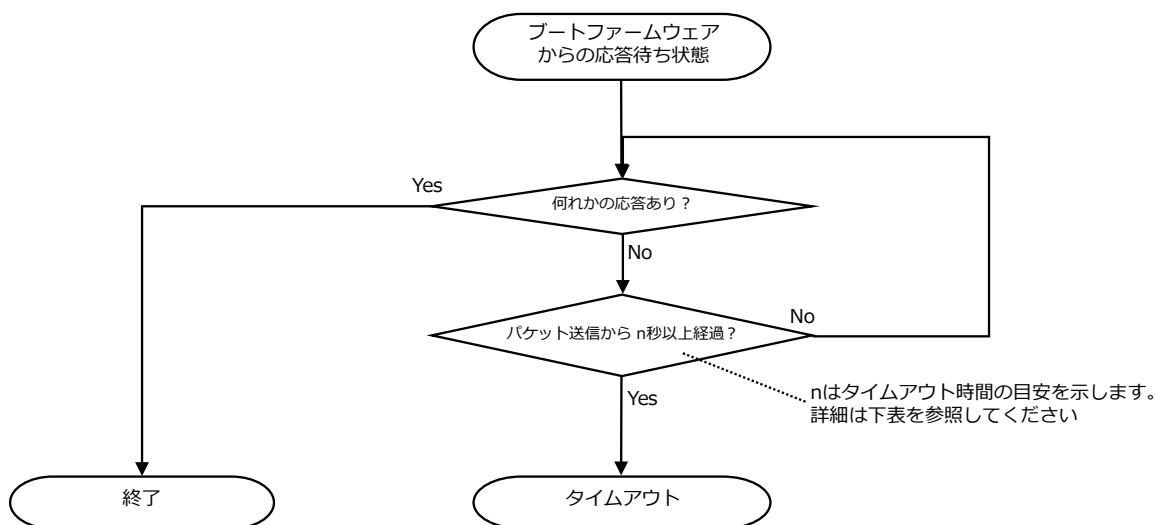 ブートファームウェア
からの応答待ち状態
Yes
何れかの応答あり？
No
パケット送信から n秒以上経過？
No
nはタイムアウト時間の目安を示します。
詳細は下表を参照してください
Yes
終了
タイムアウト